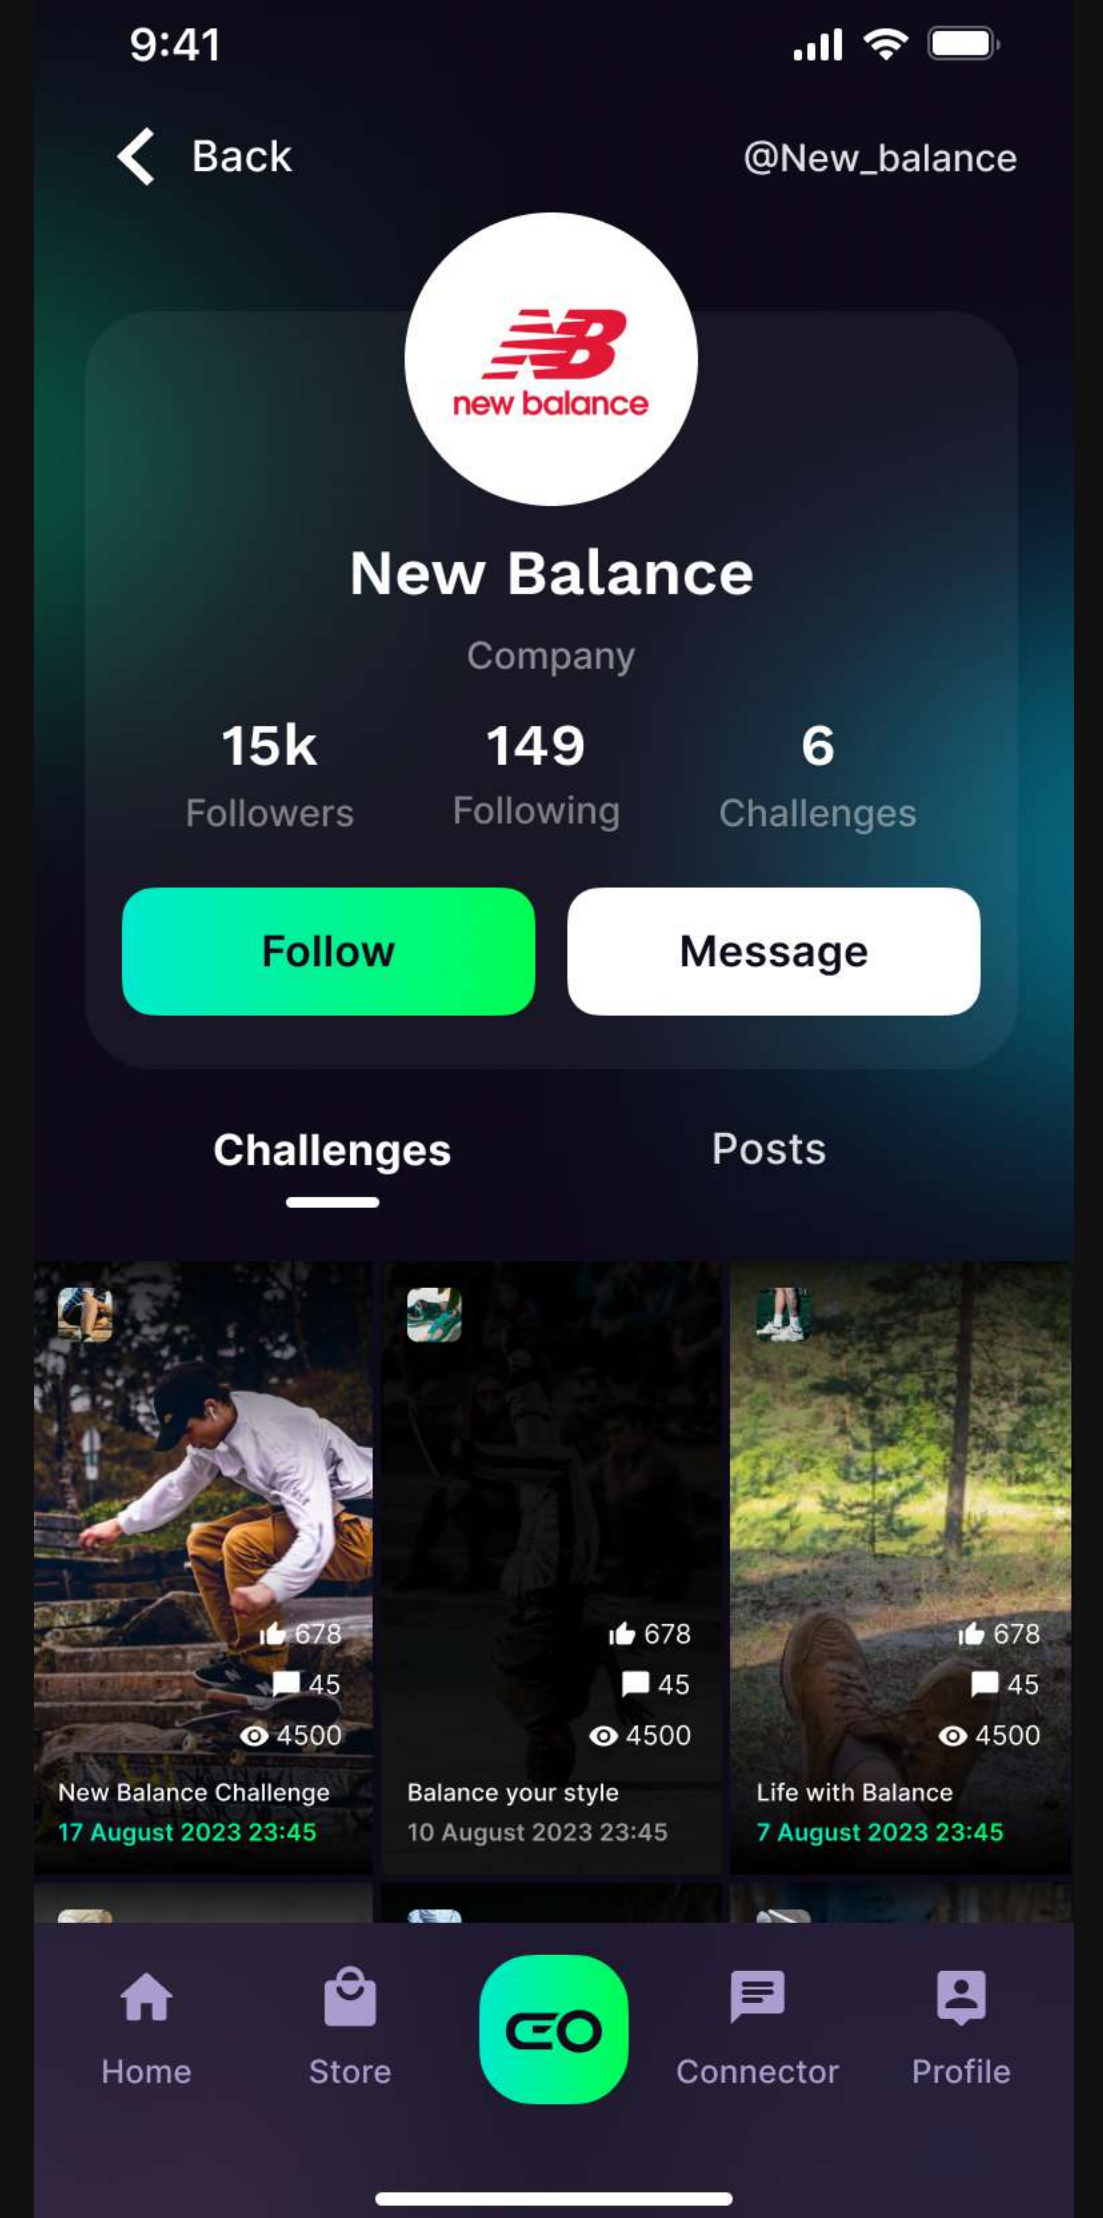 9:41
Back
@New_balance
NB
new balance
New Balance
Company
15k 149 6
Followers Following Challenges
Follow Message
Challenges Posts
678 678 678
45 45 45
4500 4500 4500
New Balance Challenge Balance your style Life with Balance
17 August 2023 23:45 10 August 2023 23:45 7 August 2023 23:45
Home Store Connector Profile